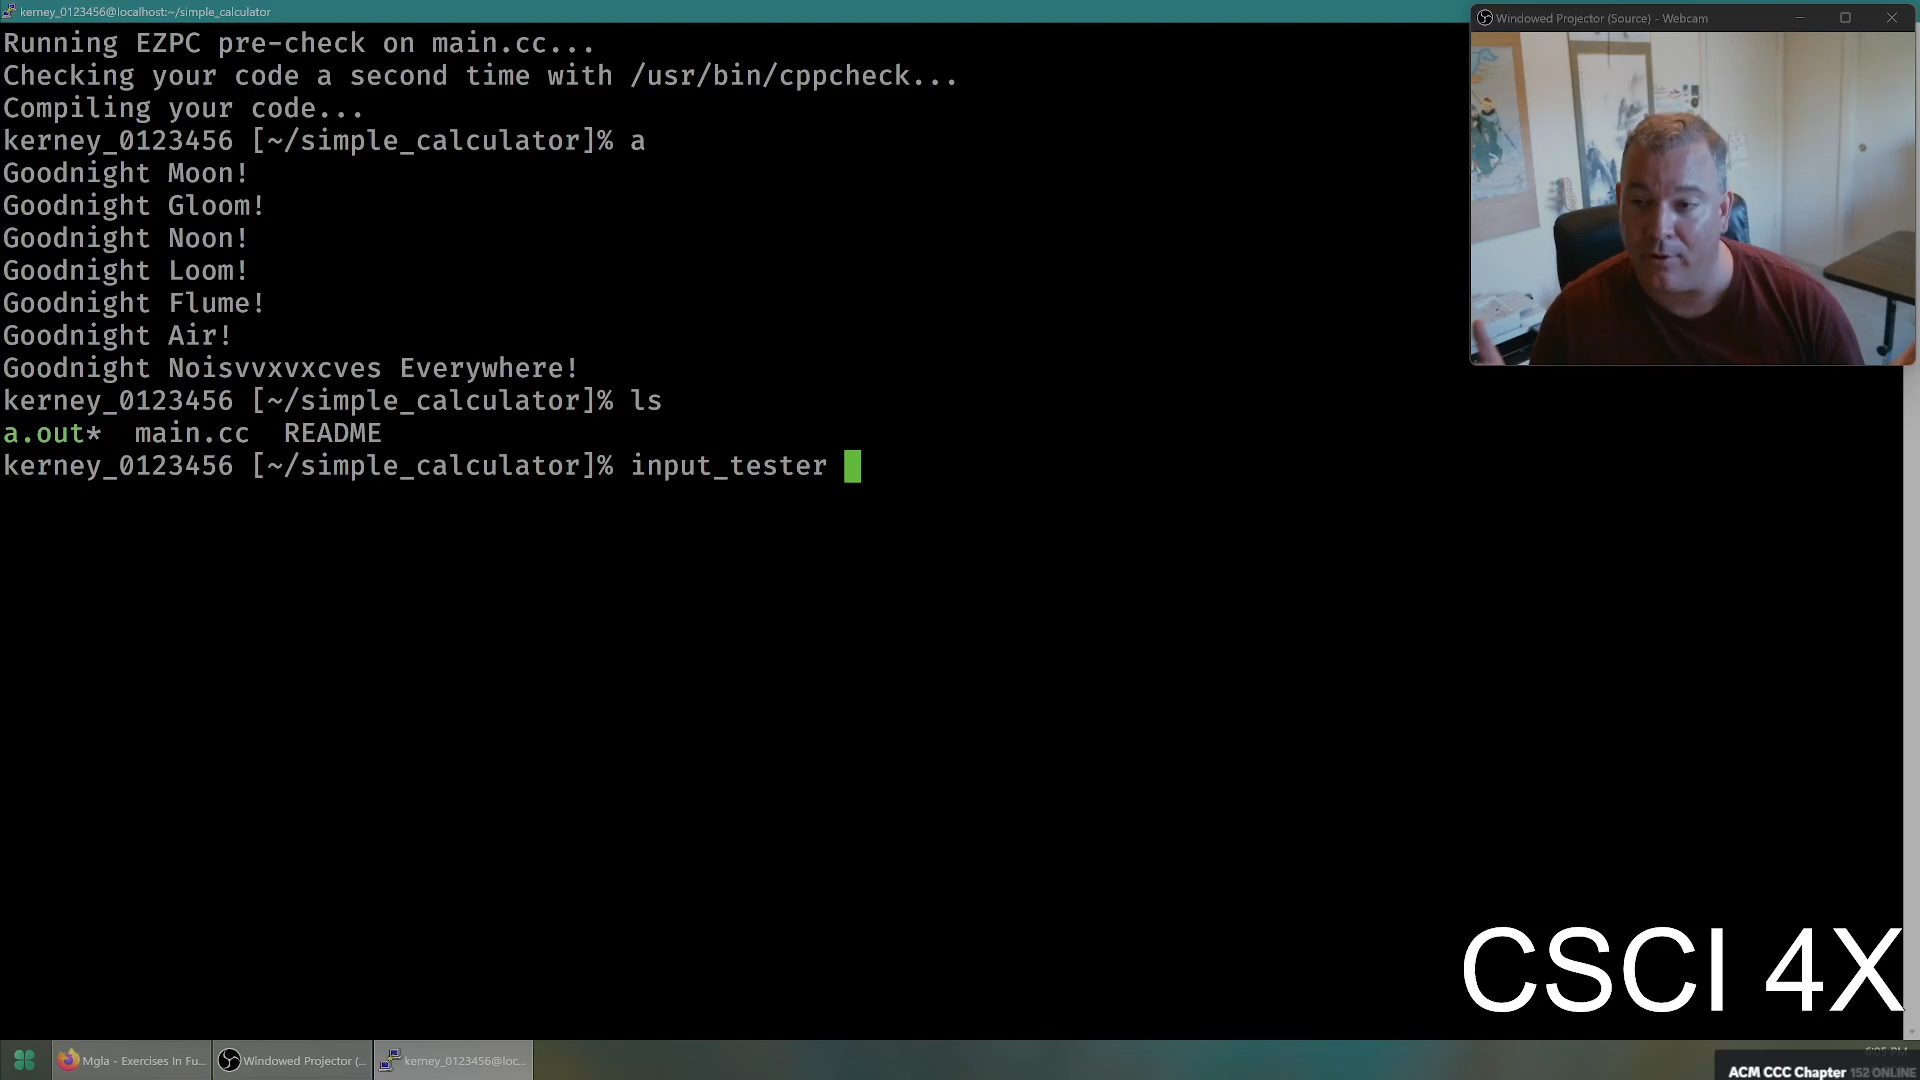 kerney_0123456@localhost:~/simple_calculator
Windowed Projector (Source) - Webcam
Running EZPC pre-check on main.cc...
Checking your code a second time with /usr/bin/cppcheck...
Compiling your code...
kerney_0123456 [~/simple_calculator]% a
Goodnight Moon!
Goodnight Gloom!
Goodnight Noon!
Goodnight Loom!
Goodnight Flume!
Goodnight Air!
Goodnight Noisvvxvxcves Everywhere!
kerney_0123456 [~/simple_calculator]% ls
a.out* main.cc README
kerney_0123456 [~/simple_calculator]% input_tester
CSCI 4X
Mgla - Exercises In Fu...
Windowed Projector (...
kerney_0123456@loc...
6:05 PM
ACM CCC Chapter 152 ONLINE